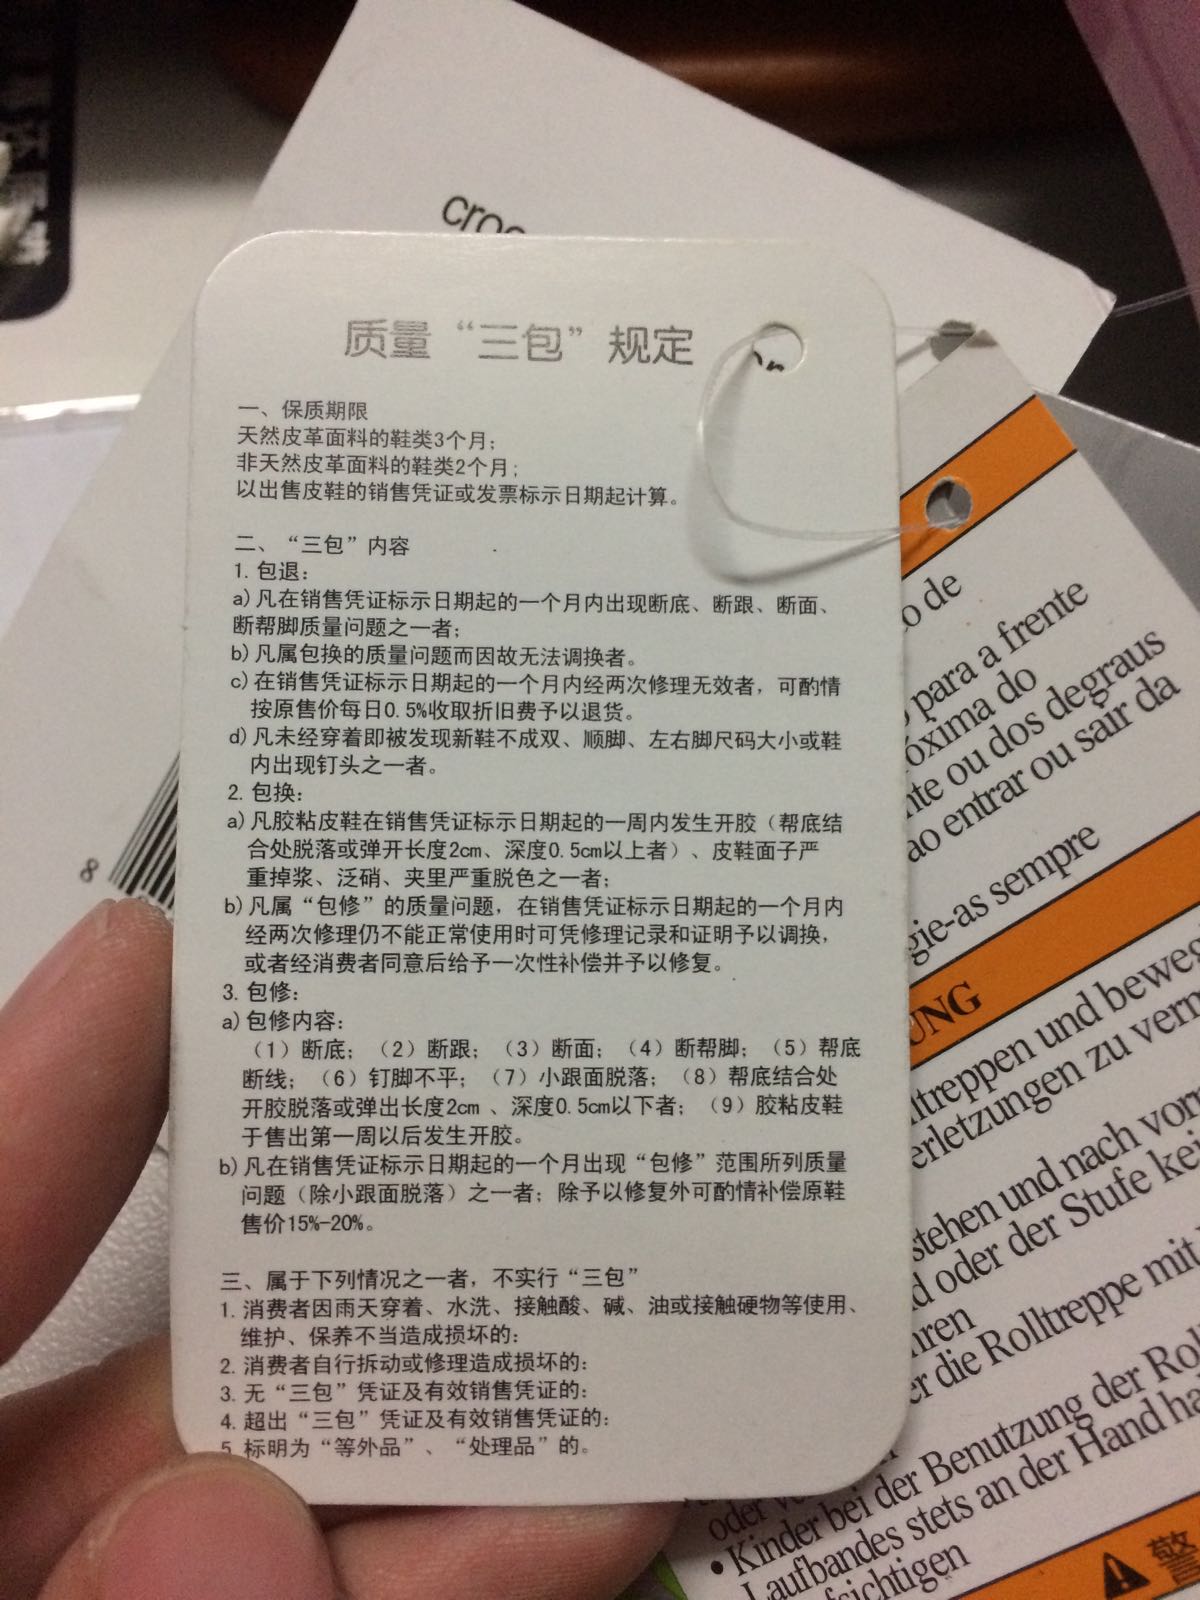 质量“三包”规定
一、保质期限
天然皮革面料的鞋类3个月;
非天然皮革面料的鞋类2个月;
以出售皮鞋的销售凭证或发票标示日期起计算。
二、“三包”内容
1. 包退:
a)凡在销售凭证标示日期起的一个月内出现断底、断跟、断面、
断帮脚质量问题之一者;
b)凡属包换的质量问题而因故无法调换者。
c)在销售凭证标示日期起的一个月内经两次修理无效者，可酌情
按原售价每日0.5%收取折旧费予以退货。
d)凡未经穿着即被发现新鞋不成双、顺脚、左右脚尺码大小或鞋
内出现钉头之一者。
2. 包换:
a)凡胶粘皮鞋在销售凭证标示日期起的一周内发生开胶（帮底结
合处脱落或弹开长度2cm、深度0.5cm以上者）、皮鞋面子严
重掉浆、泛硝、夹里严重脱色之一者;
b)凡属“包修”的质量问题，在销售凭证标示日期起的一个月内
经两次修理仍不能正常使用时可凭修理记录和证明予以调换，
或者经消费者同意后给予一次性补偿并予以修复。
3. 包修:
a)包修内容:
（1）断底；（2）断跟；（3）断面；（4）断帮脚；（5）帮底
断线；（6）钉脚不平；（7）小跟面脱落；（8）帮底结合处
开胶脱落或弹出长度2cm 、深度0.5cm以下者；（9）胶粘皮鞋
于售出第一周以后发生开胶。
b)凡在销售凭证标示日期起的一个月出现“包修”范围所列质量
问题（除小跟面脱落）之一者；除予以修复外可酌情补偿原鞋
售价15%-20%。
三、属于下列情况之一者，不实行“三包”
1. 消费者因雨天穿着、水洗、接触酸、碱、油或接触硬物等使用、
维护、保养不当造成损坏的:
2. 消费者自行拆动或修理造成损坏的:
3. 无“三包”凭证及有效销售凭证的:
4. 超出“三包”凭证及有效销售凭证的:
5. 标明为“等外品”、“处理品”的。
8
de
para a frente
óxima do
nte ou dos degraus
ao entrar ou sair da
gie-as sempre
UNG
ltreppen und beweg
erletzungen zu verm
stehen und nach vor
d oder der Stufe kei
hren
er die Rolltreppe mit
oder
• Kinder bei der Benutzung der Rol
Laufbandes stets an der Hand ha
fsichtigen
警